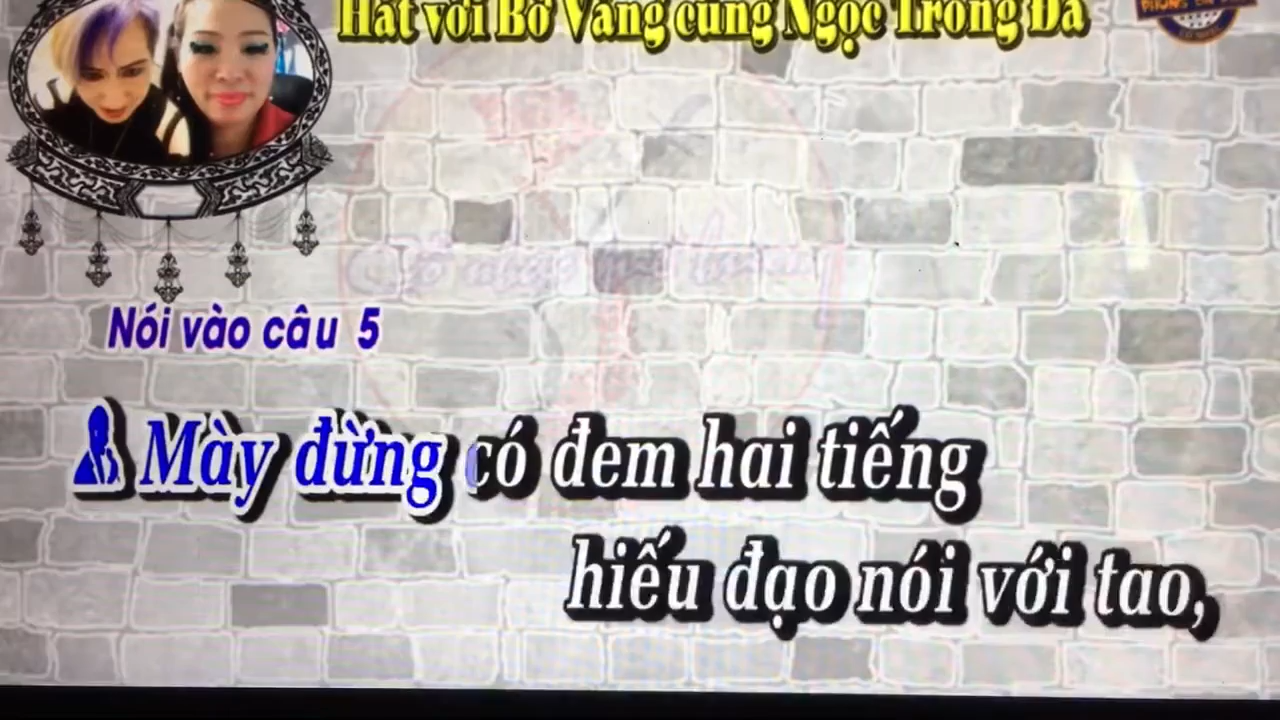 Hát với Bờ Vàng cùng Ngọc Trong Đá
Nói vào câu 5
Mày đừng có đem hai tiếng
hiếu đạo nói với tao,